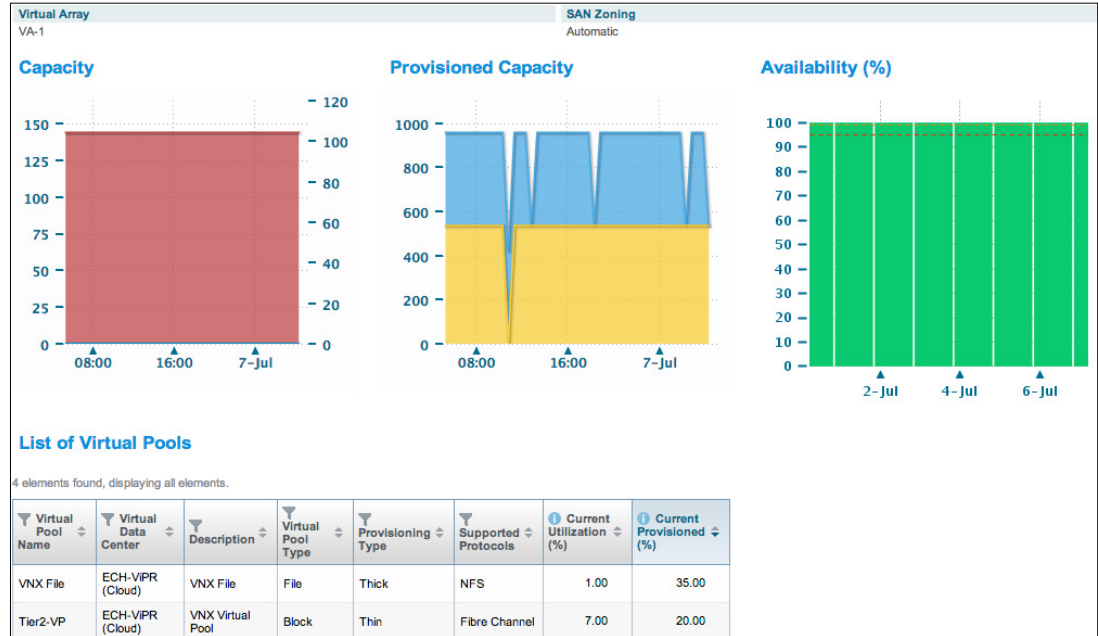 Virtual Array
SAN Zoning
VA-1
Automatic
Capacity
Provisioned Capacity
Availability (%)
150
125
100
75
50
25
0
120
100
80
60
40
20
0
08:00 16:00 7-Jul
1000
800
600
400
200
0
08:00 16:00 7-Jul
100
90
80
70
60
50
40
30
20
10
0
2-Jul 4-Jul 6-Jul
List of Virtual Pools
4 elements found, displaying all elements.
Virtual Pool Name
Virtual Data Center
Description
Virtual Pool Type
Provisioning Type
Supported Protocols
Current Utilization (%)
Current Provisioned (%)
VNX File ECH-ViPR (Cloud) VNX File File Thick NFS 1.00 35.00
Tier2-VP ECH-ViPR (Cloud) VNX Virtual Pool Block Thin Fibre Channel 7.00 20.00